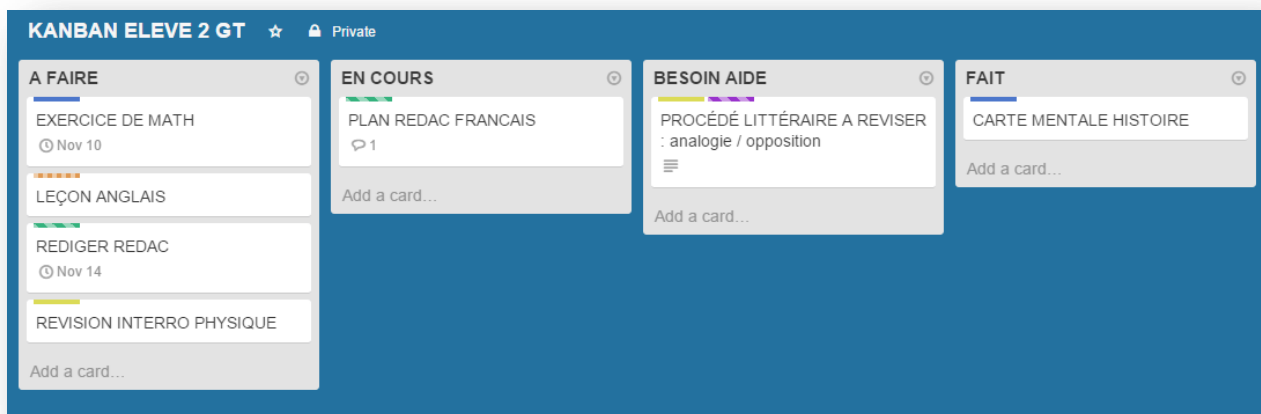 KANBAN ELEVE 2 GT Private
A FAIRE
EXERCICE DE MATH
Nov 10
LEÇON ANGLAIS
REDIGER REDAC
Nov 14
REVISION INTERRO PHYSIQUE
Add a card...
EN COURS
PLAN REDAC FRANCAIS
1
Add a card...
BESOIN AIDE
PROCÉDÉ LITTÉRAIRE A REVISER
: analogie / opposition
Add a card...
FAIT
CARTE MENTALE HISTOIRE
Add a card...